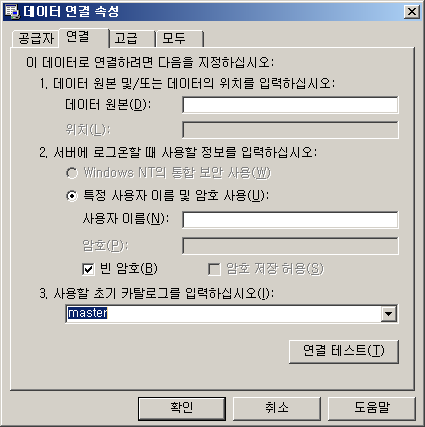 데이터 연결 속성
공급자 연결 고급 모두
이 데이터로 연결하려면 다음을 지정하십시오:
1. 데이터 원본 및/또는 데이터의 위치를 입력하십시오:
데이터 원본(D):
위치(L):
2. 서버에 로그온할 때 사용할 정보를 입력하십시오:
Windows NT의 통합 보안 사용(W)
특정 사용자 이름 및 암호 사용(U):
사용자 이름(N):
암호(P):
빈 암호(B) 암호 저장 허용(S)
3. 사용할 초기 카탈로그를 입력하십시오(I):
master
연결 테스트(T)
확인 취소 도움말